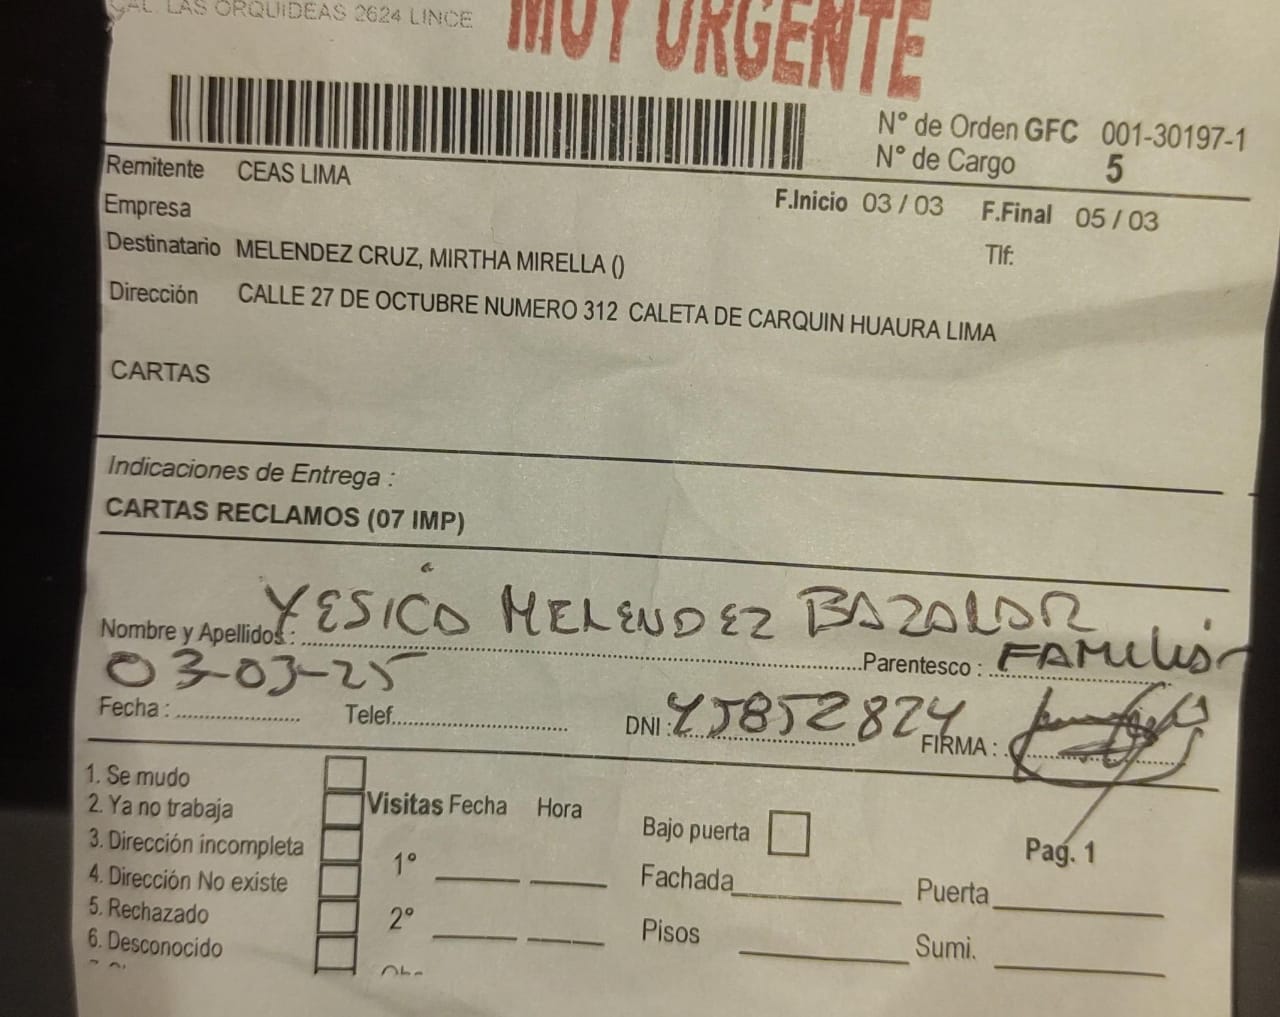 CAL. LAS ORQUIDEAS 2624 LINCE
MUY URGENTE
N° de Orden GFC 001-30197-1
N° de Cargo 5
Remitente CEAS LIMA
F.Inicio 03 / 03 F.Final 05 / 03
Empresa
Destinatario MELENDEZ CRUZ, MIRTHA MIRELLA ()
Tlf:
Dirección CALLE 27 DE OCTUBRE NUMERO 312 CALETA DE CARQUIN HUAURA LIMA
CARTAS
Indicaciones de Entrega :
CARTAS RECLAMOS (07 IMP)
Nombre y Apellidos : YESICA MELENDEZ BAZALAR
Parentesco : FAMILIAR
Fecha : 03-03-25 Telef. DNI : 45852824 FIRMA :
1. Se mudo
2. Ya no trabaja
3. Dirección incompleta
4. Dirección No existe
5. Rechazado
6. Desconocido
Visitas Fecha Hora
1°
2°
Bajo puerta
Pag. 1
Fachada Puerta
Pisos Sumi.